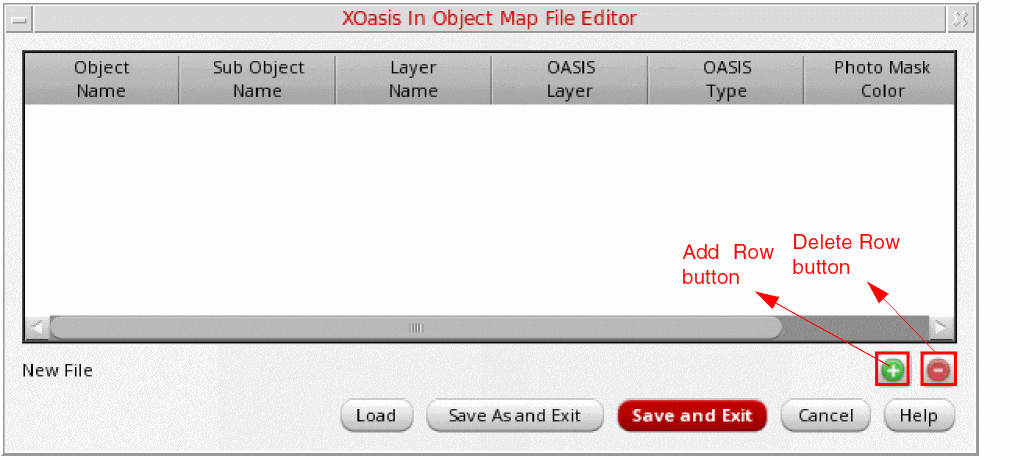 XOasis In Object Map File Editor
Object Name
Sub Object Name
Layer Name
OASIS Layer
OASIS Type
Photo Mask Color
Add Row button
Delete Row button
New File
Load
Save As and Exit
Save and Exit
Cancel
Help